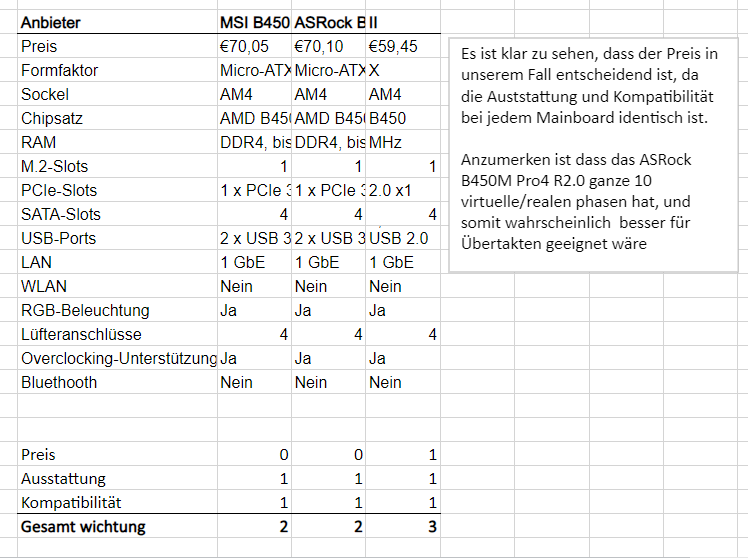 Anbieter MSI B450 ASRock B II
Preis €70,05 €70,10 €59,45
Formfaktor Micro-ATX Micro-ATX X
Sockel AM4 AM4 AM4
Chipsatz AMD B450 AMD B450 B450
RAM DDR4, bis DDR4, bis MHz
M.2-Slots 1 1 1
PCIe-Slots 1 x PCIe 3 1 x PCIe 3 2.0 x1
SATA-Slots 4 4 4
USB-Ports 2 x USB 3 2 x USB 3 USB 2.0
LAN 1 GbE 1 GbE 1 GbE
WLAN Nein Nein Nein
RGB-Beleuchtung Ja Ja Ja
Lüfteranschlüsse 4 4 4
Overclocking-Unterstützung Ja Ja Ja
Bluethooth Nein Nein Nein
Preis 0 0 1
Ausstattung 1 1 1
Kompatibilität 1 1 1
Gesamt wichtung 2 2 3
Es ist klar zu sehen, dass der Preis in
unserem Fall entscheidend ist, da
die Auststattung und Kompatibilität
bei jedem Mainboard identisch ist.
Anzumerken ist dass das ASRock
B450M Pro4 R2.0 ganze 10
virtuelle/realen phasen hat, und
somit wahrscheinlich besser für
Übertakten geeignet wäre